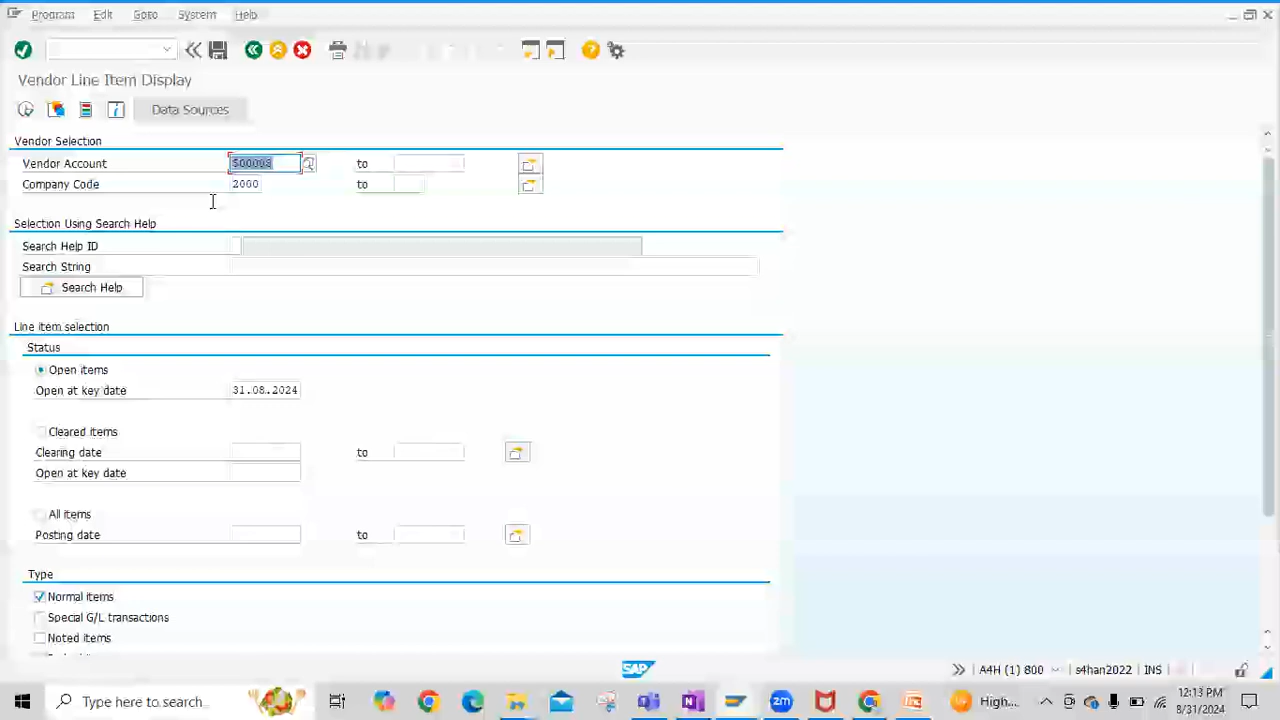 Program Edit Goto System Help
Vendor Line Item Display
Data Sources
Vendor Selection
Vendor Account to
Company Code 2000 to
Selection Using Search Help
Search Help ID
Search String
Search Help
Line item selection
Status
Open items
Open at key date 31.08.2024
Cleared items
Clearing date to
Open at key date
All items
Posting date to
Type
Normal items
Special G/L transactions
Noted items
SAP A4H (1) 800 s4han2022 INS
Type here to search High... 12:13 PM
8/31/2024